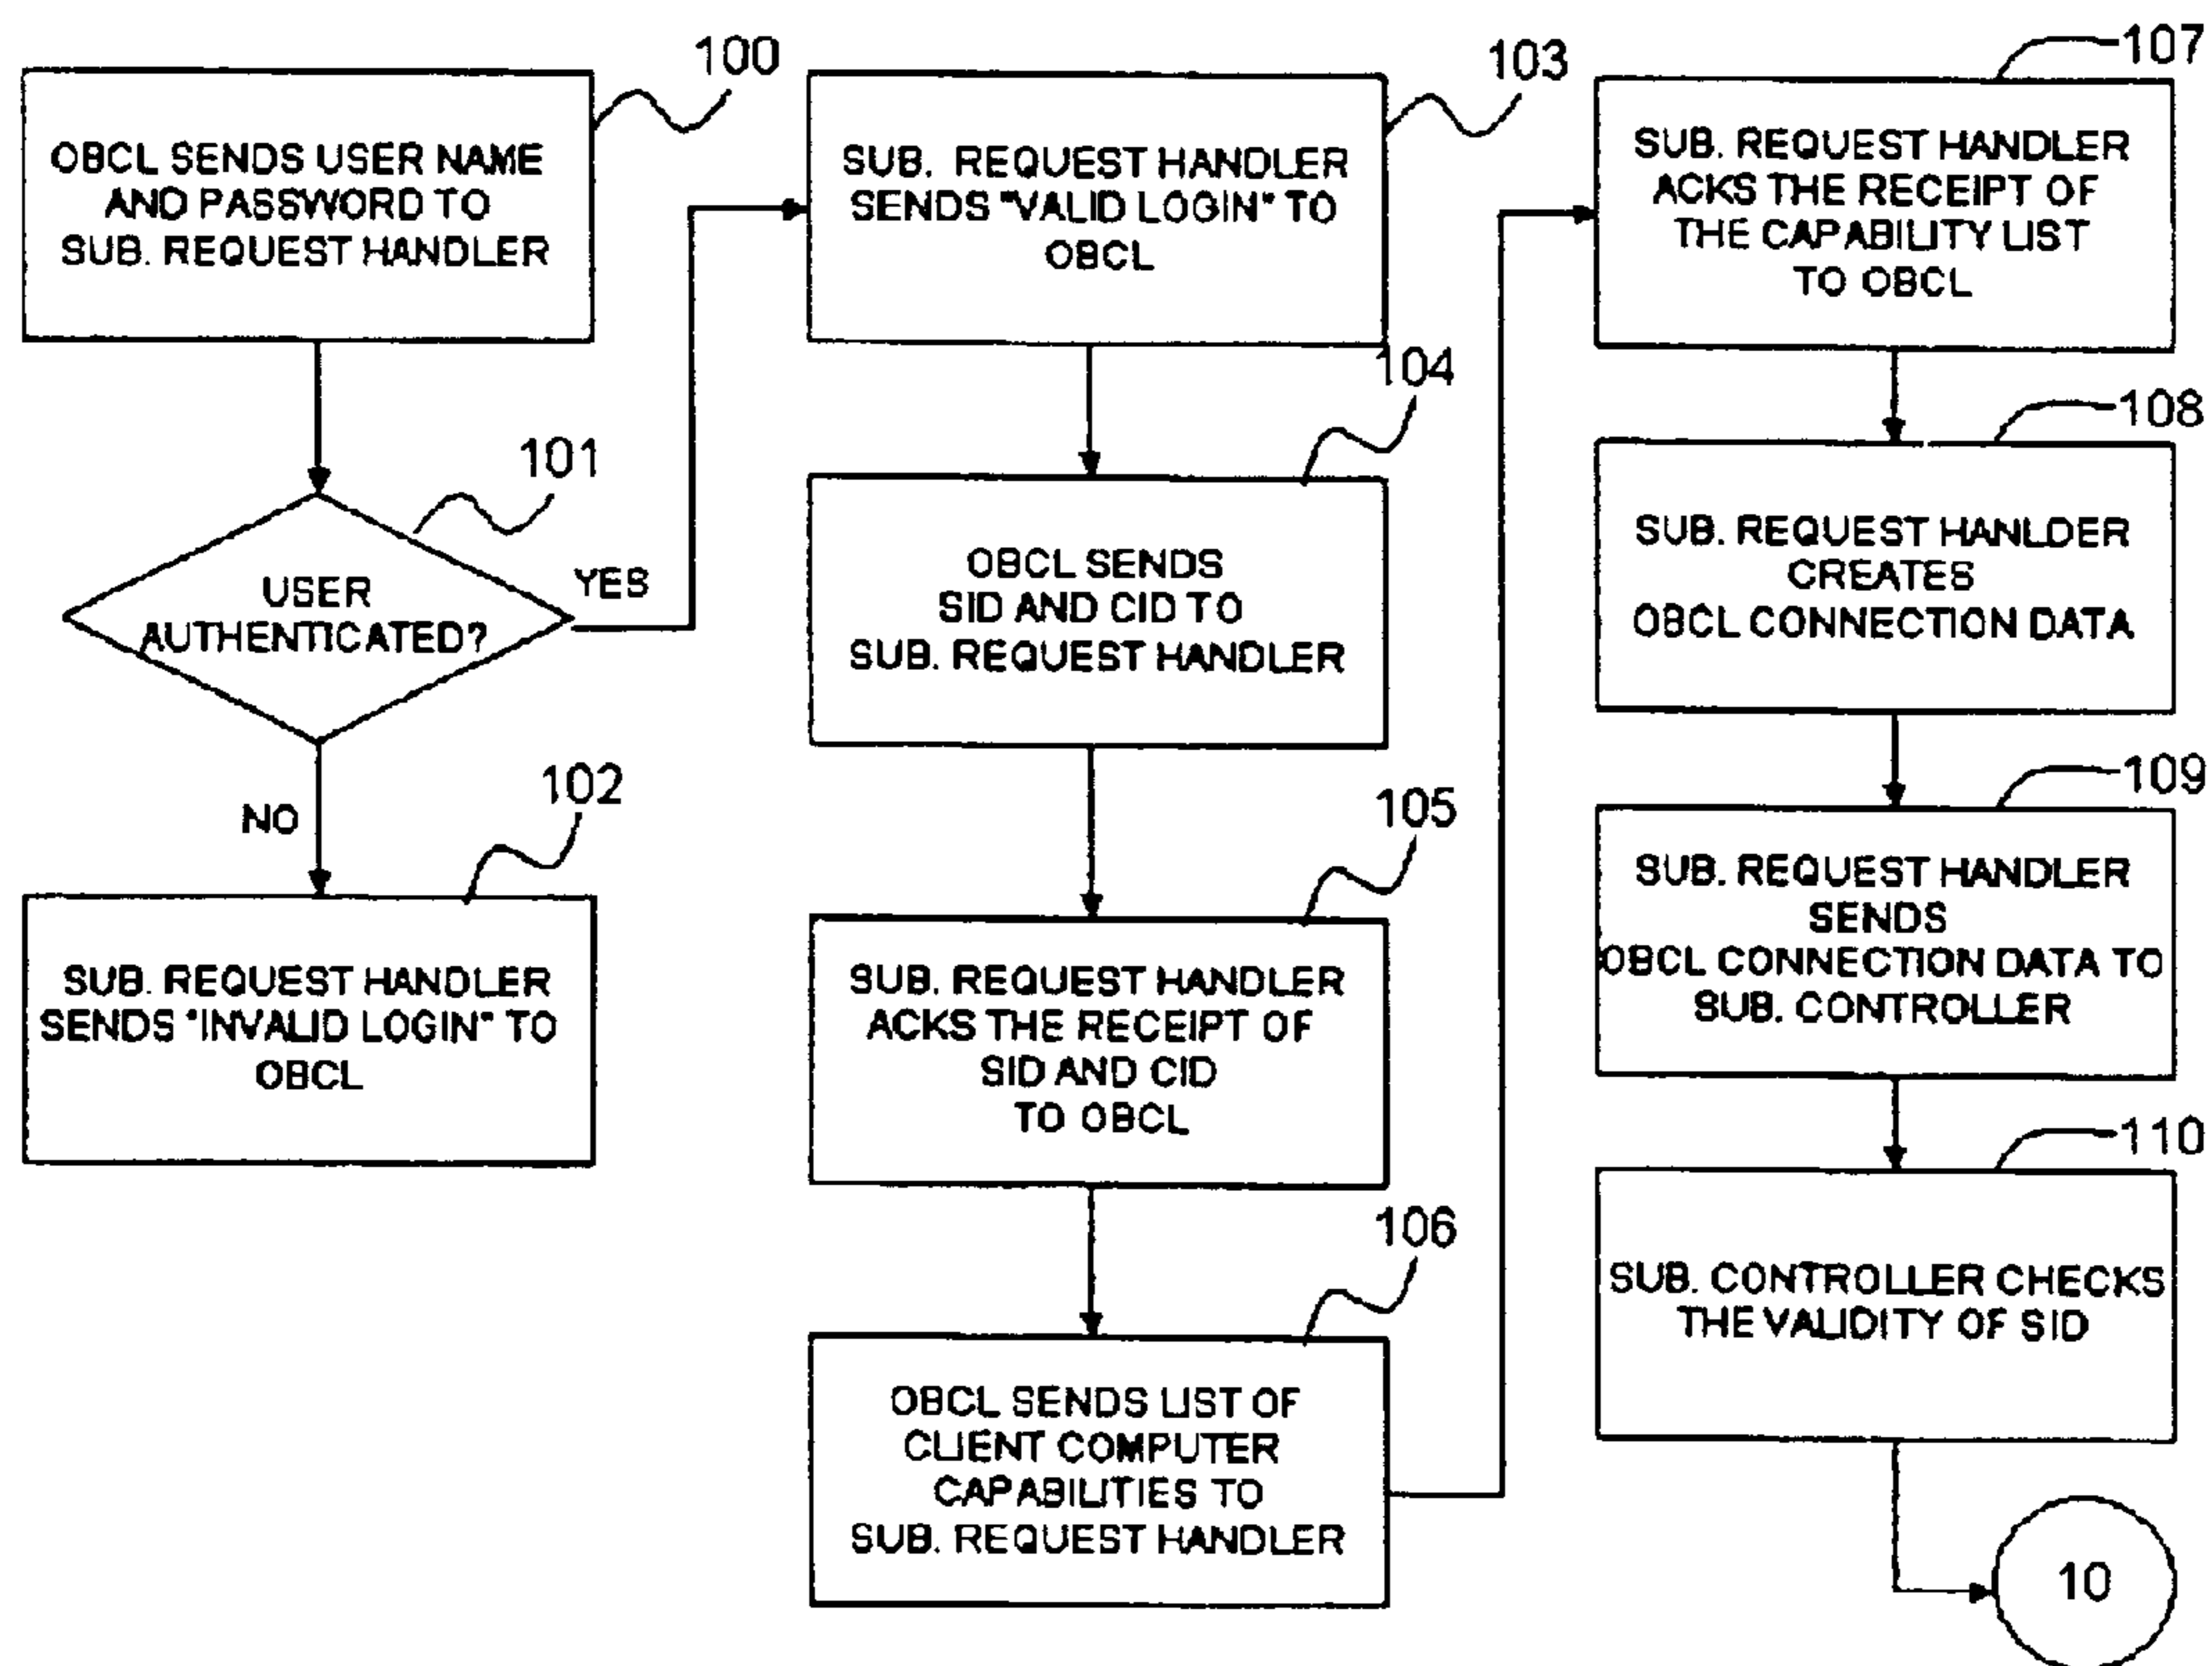 100
OBCL SENDS USER NAME
AND PASSWORD TO
SUB. REQUEST HANDLER
101
USER
AUTHENTICATED?
YES
NO
102
SUB. REQUEST HANDLER
SENDS "INVALID LOGIN" TO
OBCL
103
SUB. REQUEST HANDLER
SENDS "VALID LOGIN" TO
OBCL
104
OBCL SENDS
SID AND CID TO
SUB. REQUEST HANDLER
105
SUB. REQUEST HANDLER
ACKS THE RECEIPT OF
SID AND CID
TO OBCL
106
OBCL SENDS LIST OF
CLIENT COMPUTER
CAPABILITIES TO
SUB. REQUEST HANDLER
107
SUB. REQUEST HANDLER
ACKS THE RECEIPT OF
THE CAPABILITY LIST
TO OBCL
108
SUB. REQUEST HANLDER
CREATES
OBCL CONNECTION DATA
109
SUB. REQUEST HANDLER
SENDS
OBCL CONNECTION DATA TO
SUB. CONTROLLER
110
SUB. CONTROLLER CHECKS
THE VALIDITY OF SID
10